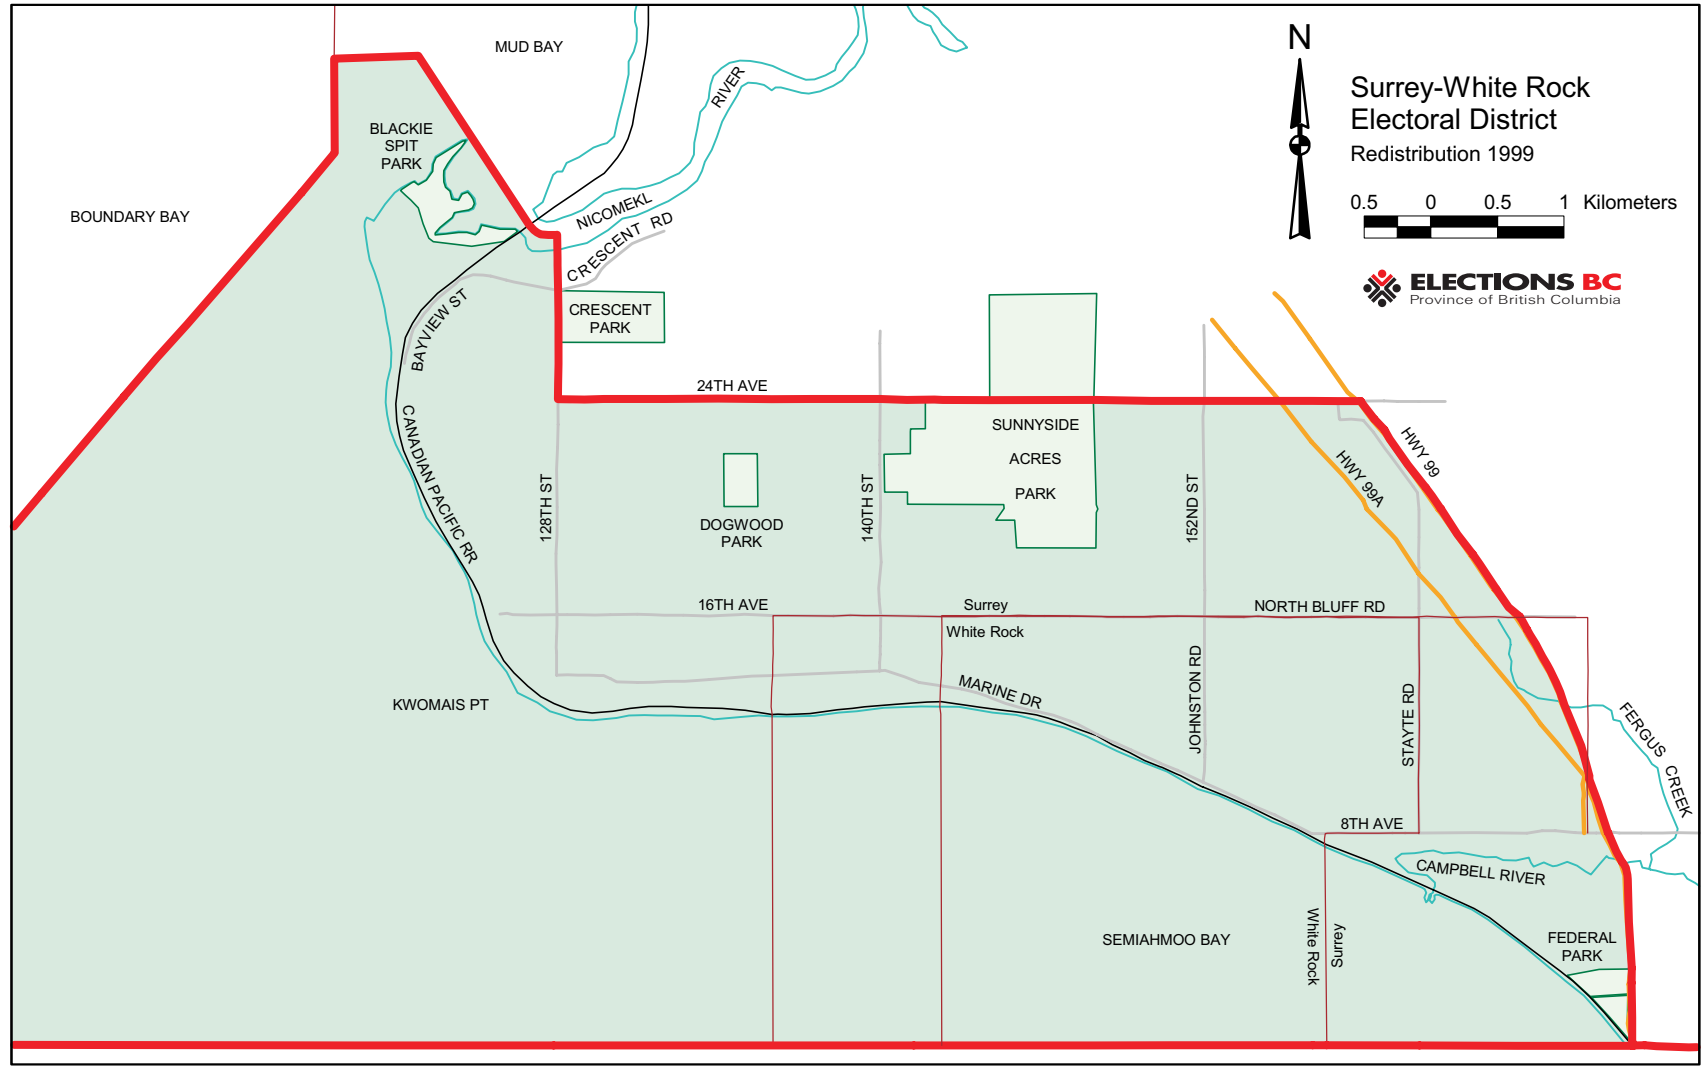 MUD BAY
N
Surrey-White Rock
Electoral District
Redistribution 1999
0.5 0 0.5 1 Kilometers
ELECTIONS BC
Province of British Columbia
RIVER
BLACKIE
SPIT
PARK
BOUNDARY BAY
NICOMEKL
CRESCENT RD
CRESCENT
PARK
BAYVIEW ST
24TH AVE
CANADIAN PACIFIC RR
SUNNYSIDE
ACRES
PARK
HWY 99
HWY 99A
128TH ST
DOGWOOD
PARK
140TH ST
152ND ST
16TH AVE
Surrey
White Rock
NORTH BLUFF RD
KWOMAIS PT
MARINE DR
JOHNSTON RD
STAYTE RD
FERGUS CREEK
8TH AVE
CAMPBELL RIVER
SEMIAHMOO BAY
White Rock
Surrey
FEDERAL
PARK